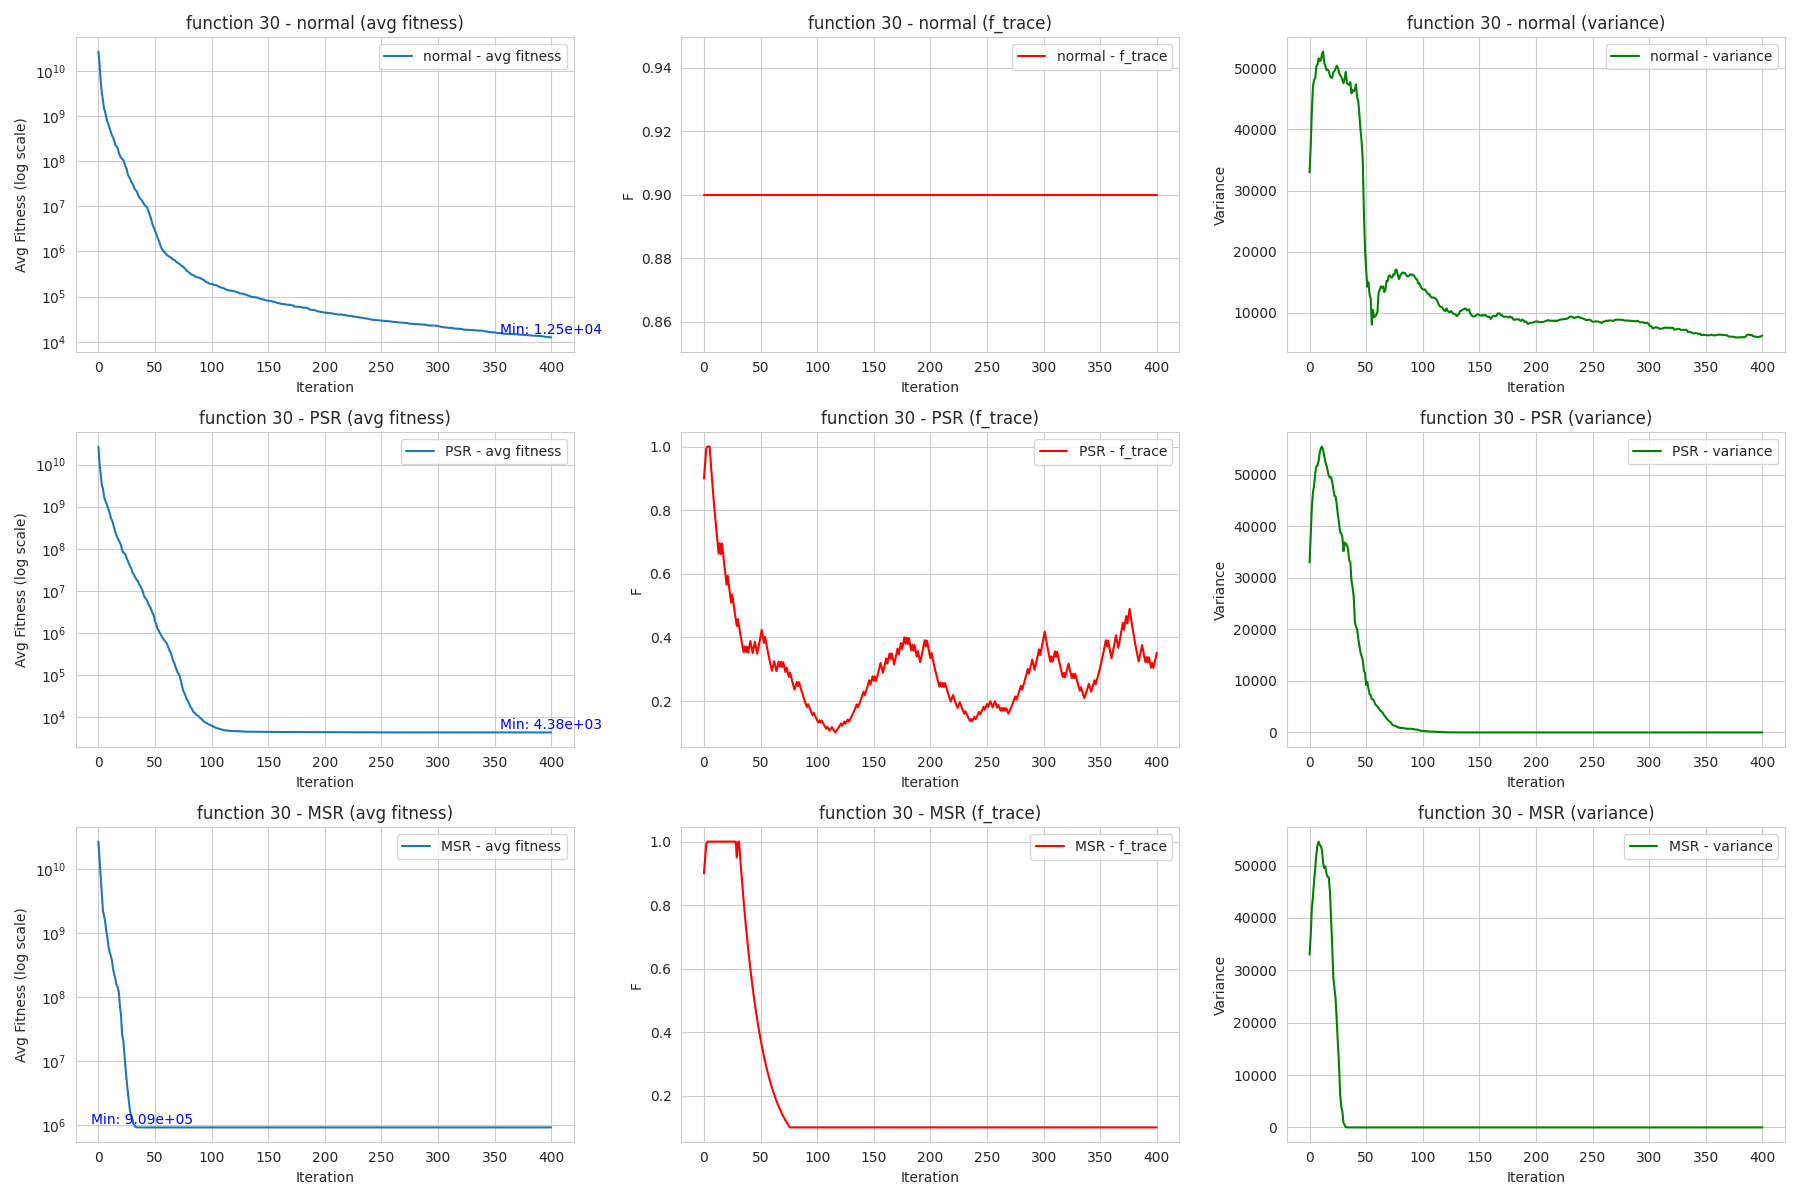 function 30 - normal (avg fitness)
normal - avg fitness
Avg Fitness (log scale)
10^10
10^9
10^8
10^7
10^6
10^5
10^4
Min: 1.25e+04
0 50 100 150 200 250 300 350 400
Iteration
function 30 - normal (f_trace)
normal - f_trace
F
0.94
0.92
0.90
0.88
0.86
0 50 100 150 200 250 300 350 400
Iteration
function 30 - normal (variance)
normal - variance
Variance
50000
40000
30000
20000
10000
0 50 100 150 200 250 300 350 400
Iteration
function 30 - PSR (avg fitness)
PSR - avg fitness
Avg Fitness (log scale)
10^10
10^9
10^8
10^7
10^6
10^5
10^4
Min: 4.38e+03
0 50 100 150 200 250 300 350 400
Iteration
function 30 - PSR (f_trace)
PSR - f_trace
F
1.0
0.8
0.6
0.4
0.2
0 50 100 150 200 250 300 350 400
Iteration
function 30 - PSR (variance)
PSR - variance
Variance
50000
40000
30000
20000
10000
0
0 50 100 150 200 250 300 350 400
Iteration
function 30 - MSR (avg fitness)
MSR - avg fitness
Avg Fitness (log scale)
10^10
10^9
10^8
10^7
10^6
Min: 9.09e+05
0 50 100 150 200 250 300 350 400
Iteration
function 30 - MSR (f_trace)
MSR - f_trace
F
1.0
0.8
0.6
0.4
0.2
0 50 100 150 200 250 300 350 400
Iteration
function 30 - MSR (variance)
MSR - variance
Variance
50000
40000
30000
20000
10000
0
0 50 100 150 200 250 300 350 400
Iteration